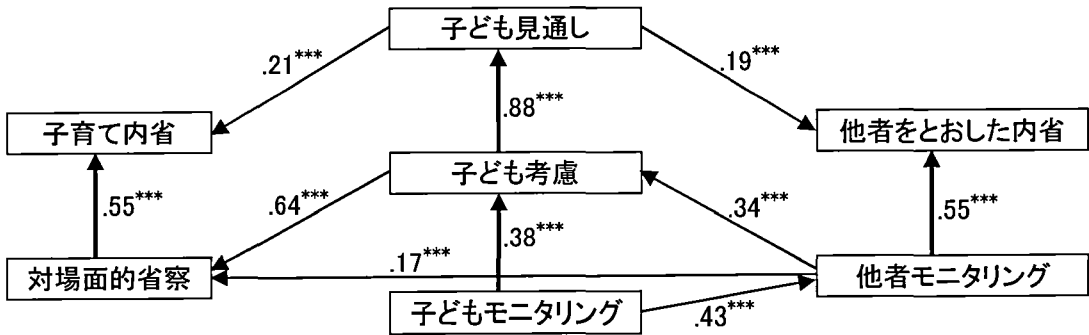 子ども見通し
.21***
.19***
.88***
子育て内省
他者をとおした内省
子ども考慮
.55***
.64***
.38***
.34***
.55***
.17***
対場面的省察
他者モニタリング
子どもモニタリング
.43***